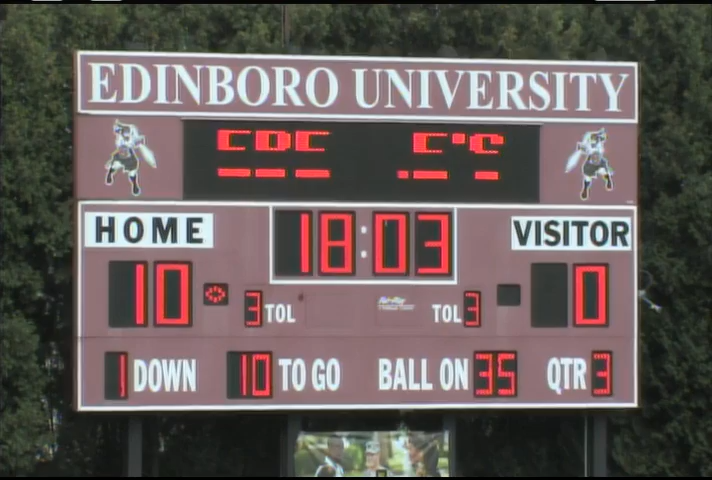 EDINBORO UNIVERSITY
HOME 18:03 VISITOR
10 3 TOL TOL 3 0
1 DOWN 10 TO GO BALL ON 35 QTR 3